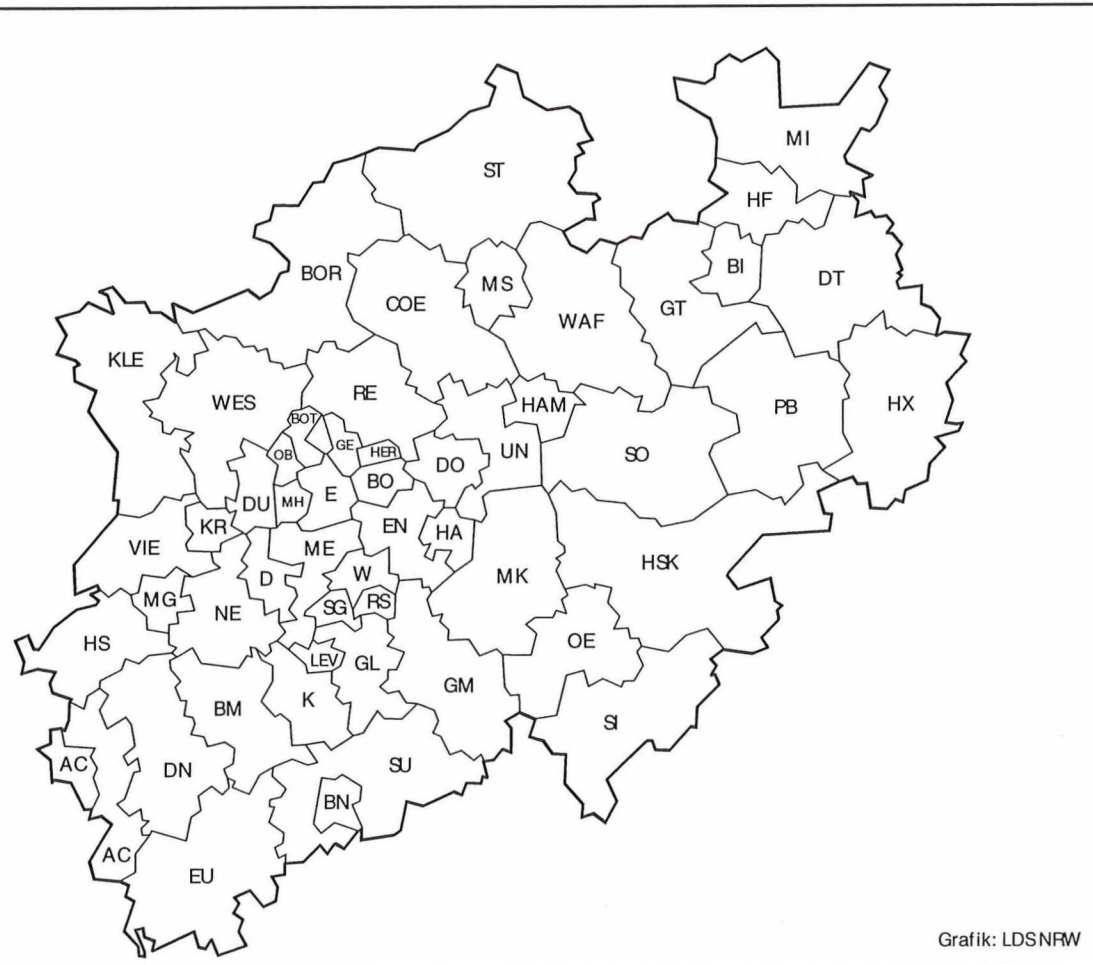 MI
ST
HF
BI
BOR
MS
DT
GT
COE
WAF
KLE
RE
WES
HAM
PB
HX
BOT
GE
HER
UN
OB
SO
DO
BO
E
DU
MH
KR
EN
HA
VIE
ME
HSK
W
D
MK
MG
SG
RS
NE
HS
OE
LEV
GL
K
GM
BM
SI
AC
DN
SU
BN
AC
EU
Grafik: LDS NRW